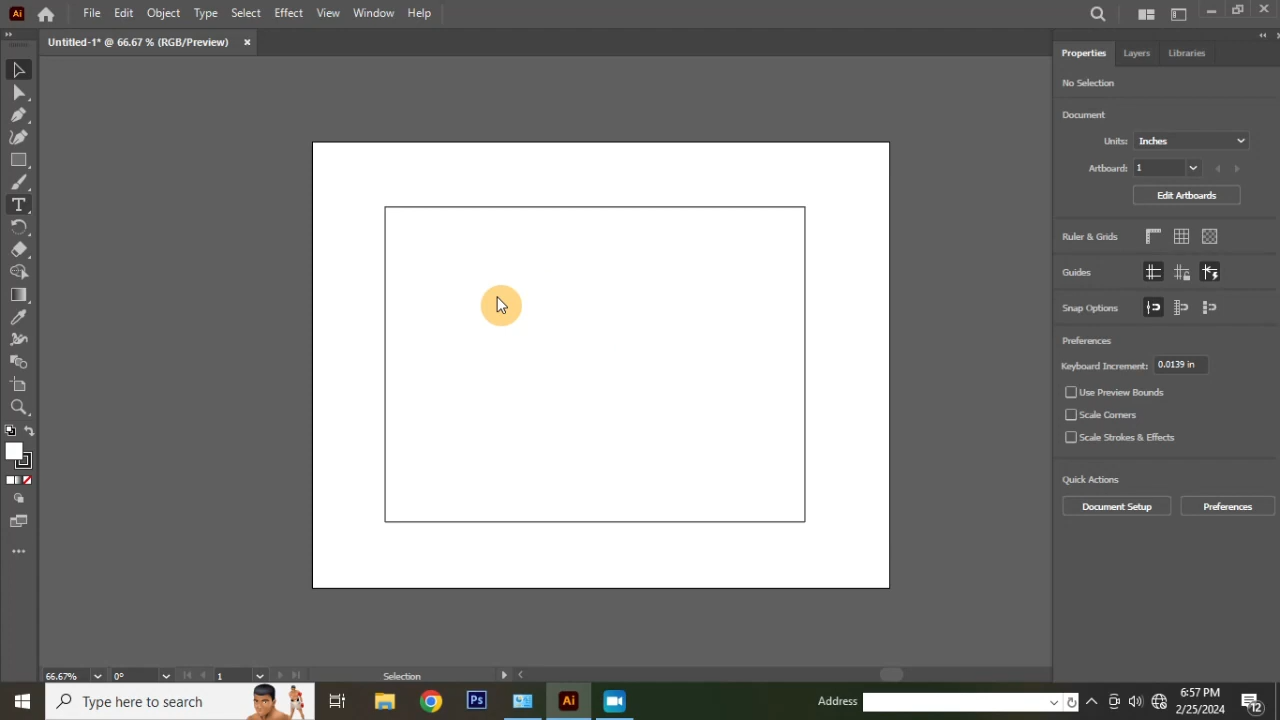 Ai File Edit Object Type Select Effect View Window Help
Untitled-1* @ 66.67 % (RGB/Preview) ×
Properties Layers Libraries
No Selection
Document
Units: Inches
Artboard: 1
Edit Artboards
Ruler & Grids
Guides
Snap Options
Preferences
Keyboard Increment: 0.0139 in
Use Preview Bounds
Scale Corners
Scale Strokes & Effects
Quick Actions
Document Setup Preferences
66.67% 0° 1 Selection
Type here to search Ps Ai Address 6:57 PM
2/25/2024 12